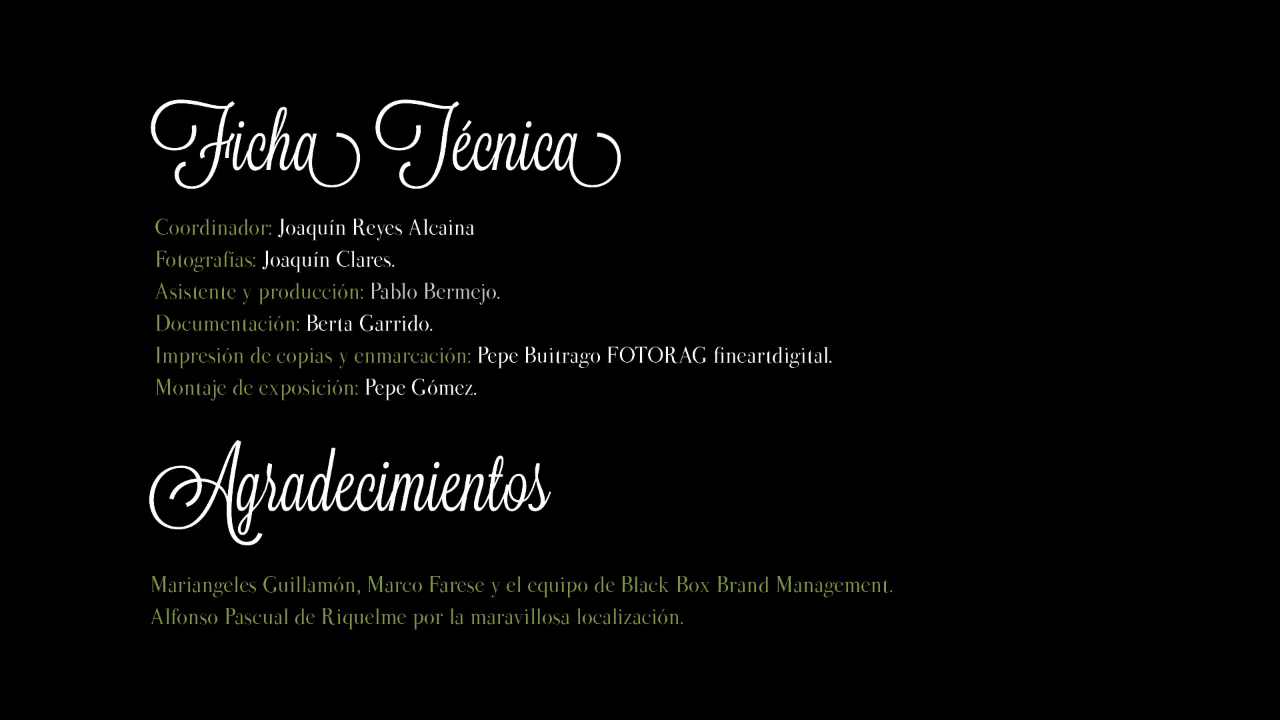 Ficha Técnica
Coordinador: Joaquín Reyes Alcaina
Fotografías: Joaquín Clares.
Asistente y producción: Pablo Bermejo.
Documentación: Berta Garrido.
Impresión de copias y enmarcación: Pepe Buitrago FOTORAG fineartdigital.
Montaje de exposición: Pepe Gómez.
Agradecimientos
Mariangeles Guillamón, Marco Farese y el equipo de Black Box Brand Management.
Alfonso Pascual de Riquelme por la maravillosa localización.